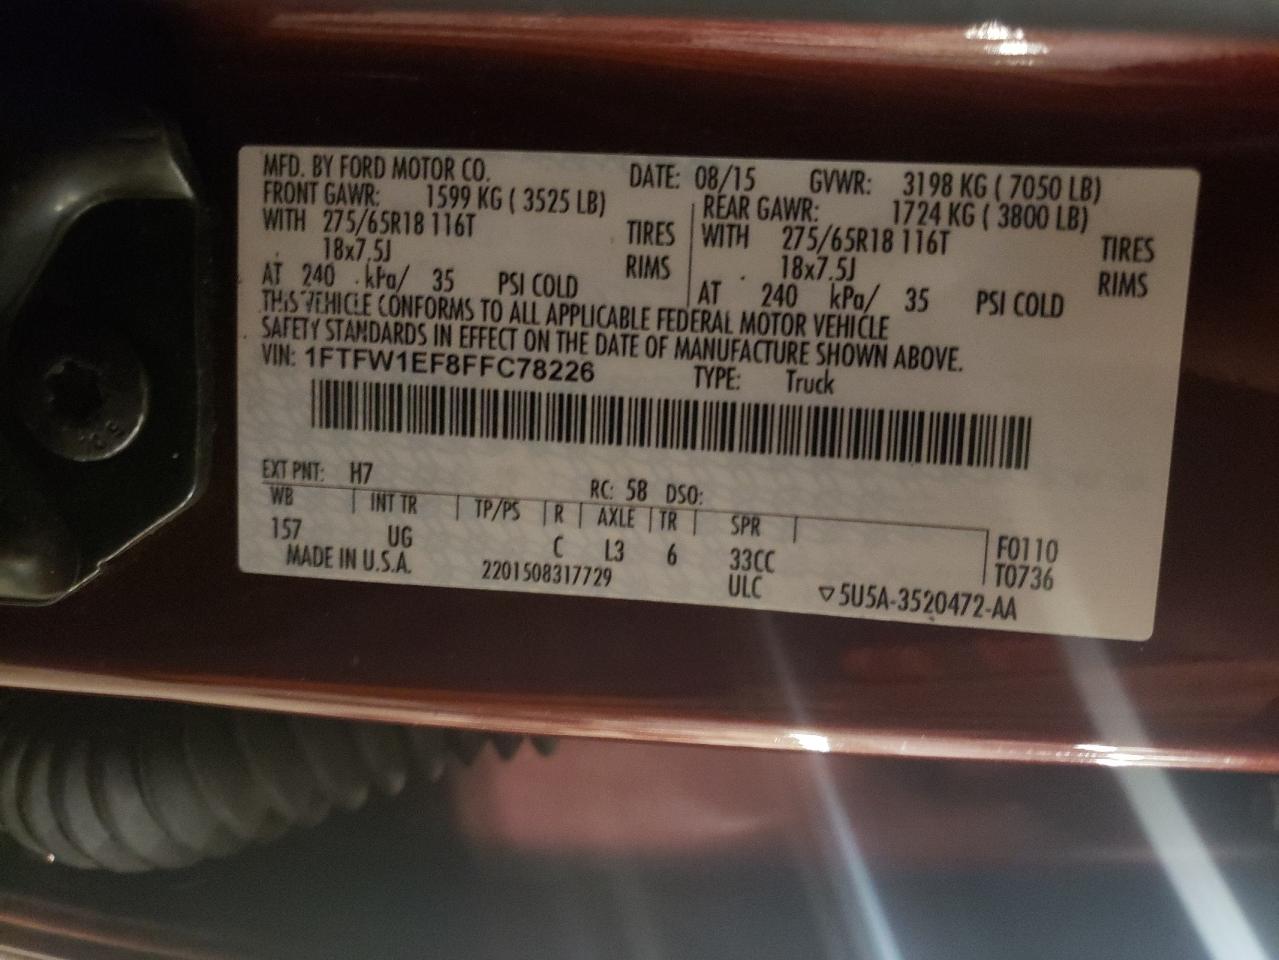 MFD. BY FORD MOTOR CO. DATE: 08/15 GVWR: 3198 KG ( 7050 LB)
FRONT GAWR: 1599 KG ( 3525 LB) REAR GAWR: 1724 KG ( 3800 LB)
WITH 275/65R18 116T TIRES WITH 275/65R18 116T TIRES
18x7.5J RIMS 18x7.5J RIMS
AT 240 kPa/ 35 PSI COLD AT 240 kPa/ 35 PSI COLD
THIS VEHICLE CONFORMS TO ALL APPLICABLE FEDERAL MOTOR VEHICLE
SAFETY STANDARDS IN EFFECT ON THE DATE OF MANUFACTURE SHOWN ABOVE.
VIN: 1FTFW1EF8FFC78226 TYPE: Truck
EXT PNT: H7 RC: 58 DSO:
WB INT TR TP/PS R AXLE TR SPR
157 UG C L3 6 33CC F0110
MADE IN U.S.A. 2201508317729 ULC T0736
▽5U5A-3520472-AA